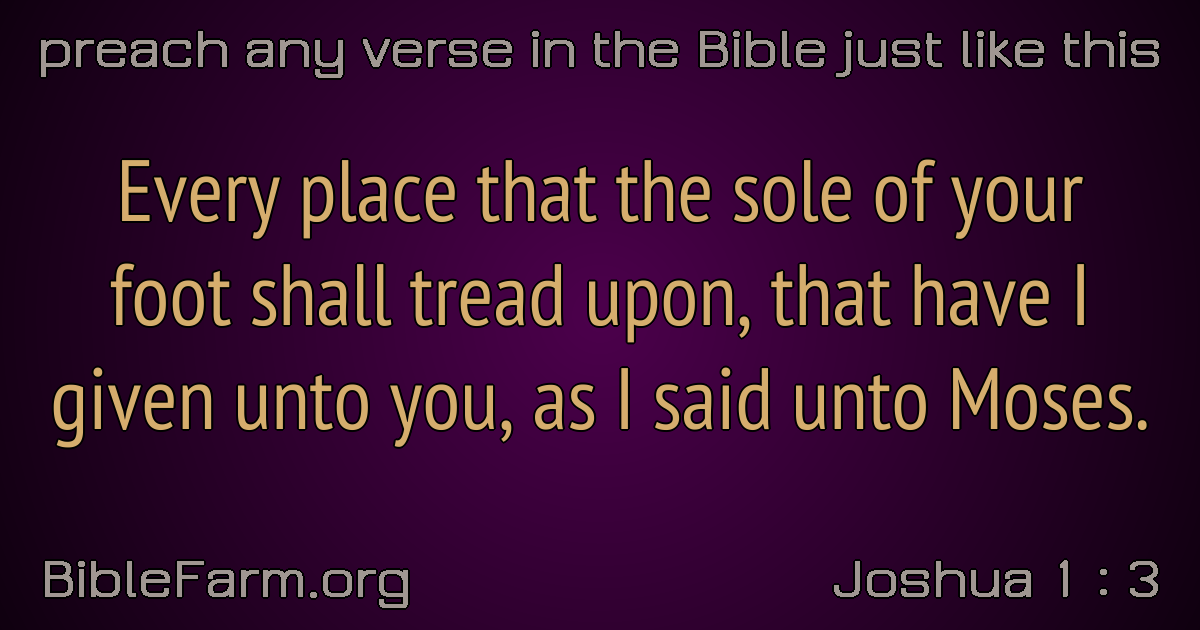 preach any verse in the Bible just like this
Every place that the sole of your
foot shall tread upon, that have I
given unto you, as I said unto Moses.
BibleFarm.org
Joshua 1 : 3